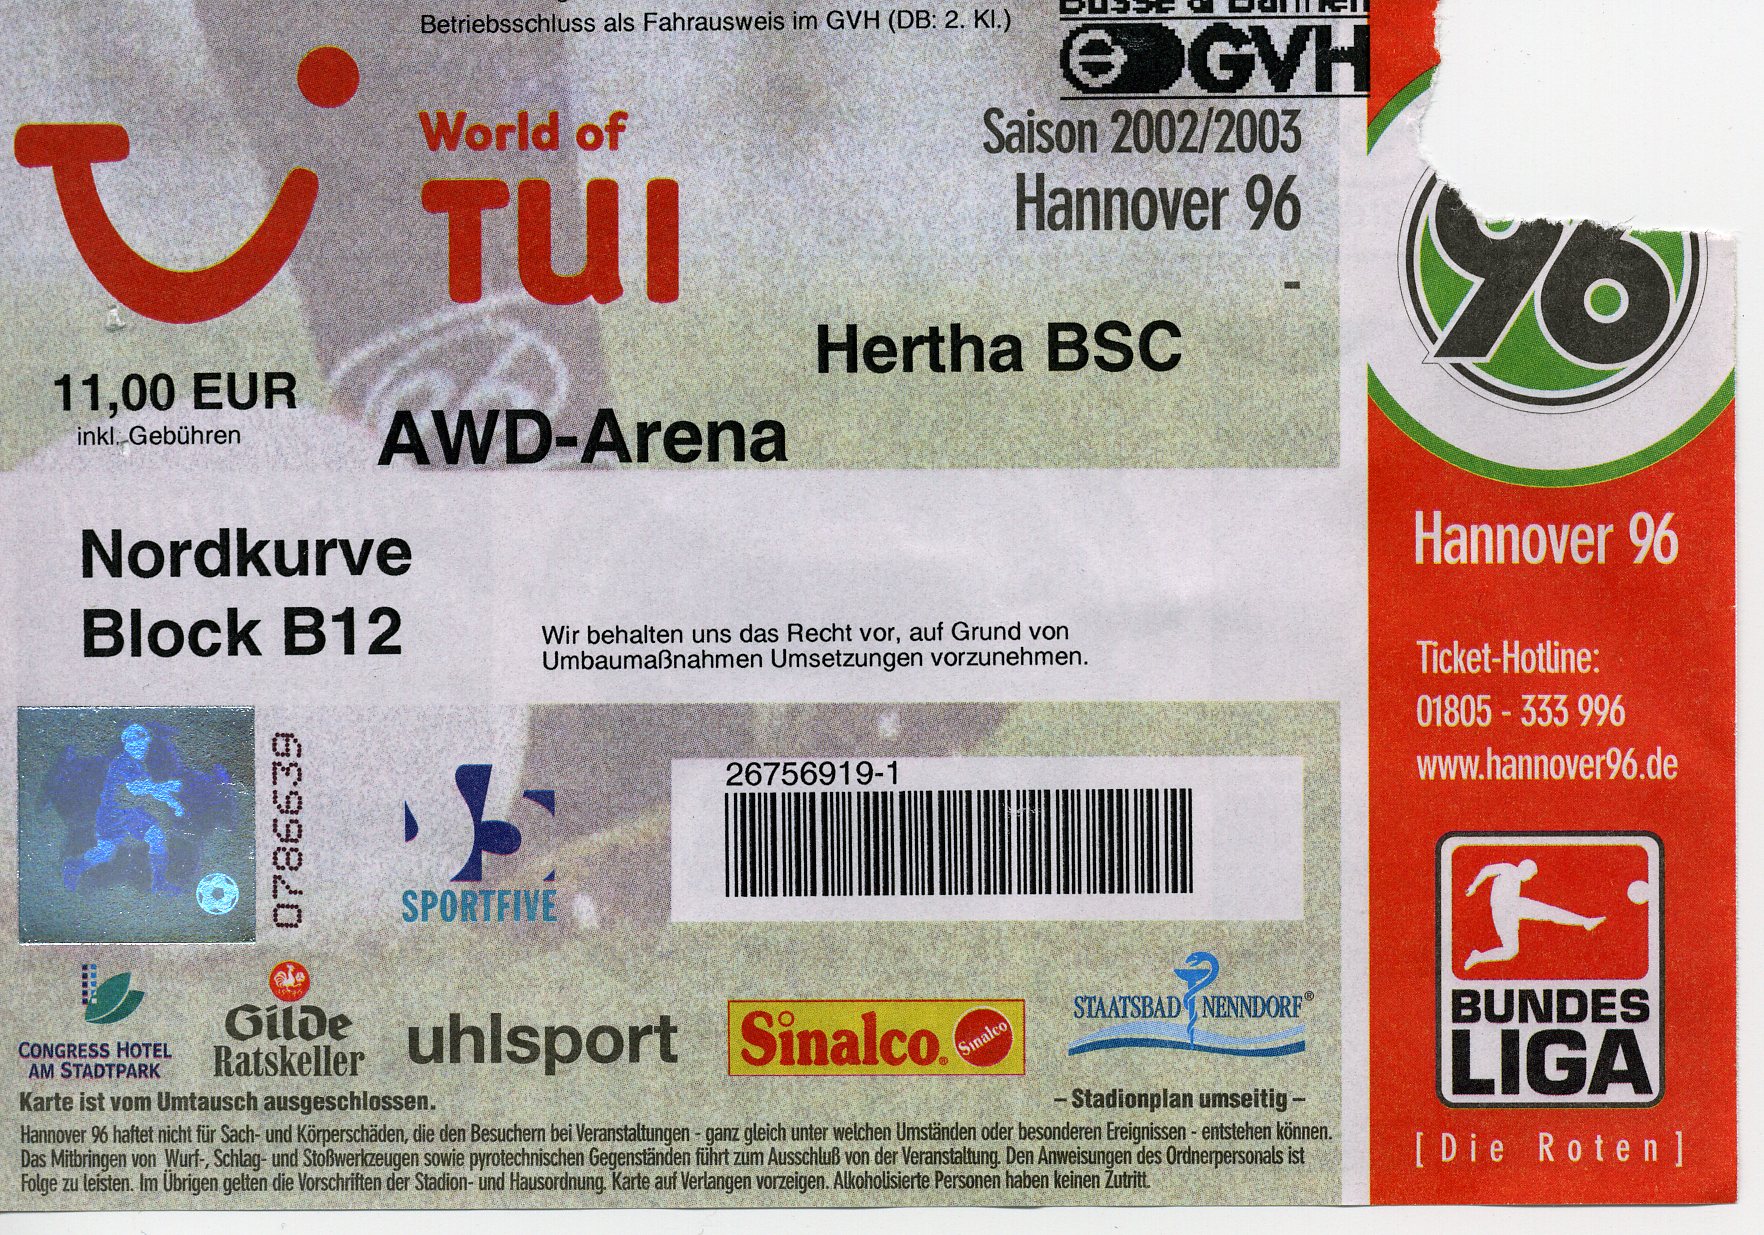 Betriebsschluss als Fahrausweis im GVH (DB: 2. Kl.)
GVH
World of
TUI
Saison 2002/2003
Hannover 96
-
Hertha BSC
11,00 EUR
inkl. Gebühren
AWD-Arena
Nordkurve
Block B12
Wir behalten uns das Recht vor, auf Grund von
Umbaumaßnahmen Umsetzungen vorzunehmen.
0786639
SPORTFIVE
26756919-1
CONGRESS HOTEL
AM STADTPARK
Gilde
Ratskeller
uhlsport
Sinalco®
Sinalco
STAATSBAD NENNDORF®
Karte ist vom Umtausch ausgeschlossen.
– Stadionplan umseitig –
Hannover 96 haftet nicht für Sach- und Körperschäden, die den Besuchern bei Veranstaltungen - ganz gleich unter welchen Umständen oder besonderen Ereignissen - entstehen können.
Das Mitbringen von Wurf-, Schlag- und Stoßwerkzeugen sowie pyrotechnischen Gegenständen führt zum Ausschluß von der Veranstaltung. Den Anweisungen des Ordnerpersonals ist
Folge zu leisten. Im Übrigen gelten die Vorschriften der Stadion- und Hausordnung. Karte auf Verlangen vorzeigen. Alkoholisierte Personen haben keinen Zutritt.
96
Hannover 96
Ticket-Hotline:
01805 - 333 996
www.hannover96.de
BUNDES
LIGA
[ Die Roten ]